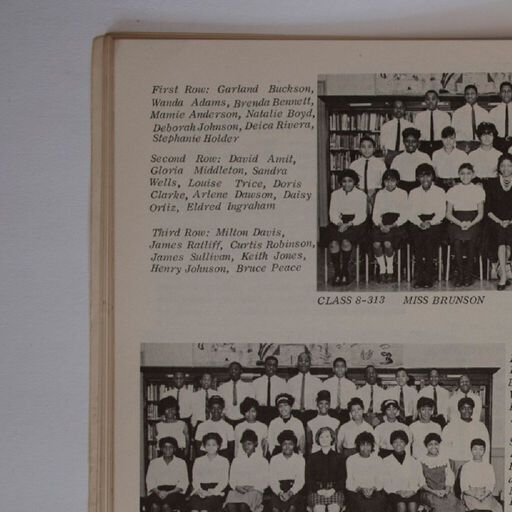 First Row: Garland Buckson,
Wanda Adams, Brenda Bennett,
Mamie Anderson, Natalie Boyd,
Deborah Johnson, Deica Rivera,
Stephanie Holder
Second Row: David Amit,
Gloria Middleton, Sandra
Wells, Louise Trice, Doris
Clarke, Arlene Dawson, Daisy
Ortiz, Eldred Ingraham
Third Row: Milton Davis,
James Ratliff, Curtis Robinson,
James Sullivan, Keith Jones,
Henry Johnson, Bruce Peace
CLASS 8-313 MISS BRUNSON